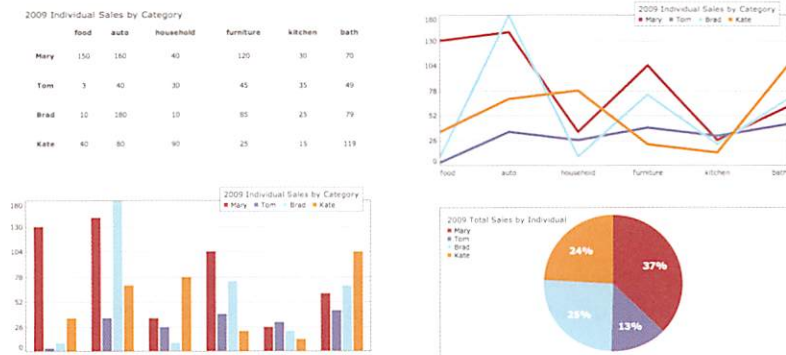 2009 Individual Sales by Category
food auto household furniture kitchen bath
Mary 150 160 40 120 30 70
Tom 3 40 30 45 35 49
Brad 10 180 10 85 25 79
Kate 40 80 90 25 15 119
2009 Individual Sales by Category
Mary Tom Brad Kate
180
130
104
78
52
26
0
food auto household furniture kitchen bath
2009 Individual Sales by Category
Mary Tom Brad Kate
180
130
104
78
52
26
0
2009 Total Sales by Individual
Mary
Tom
Brad
Kate
24%
37%
26%
13%